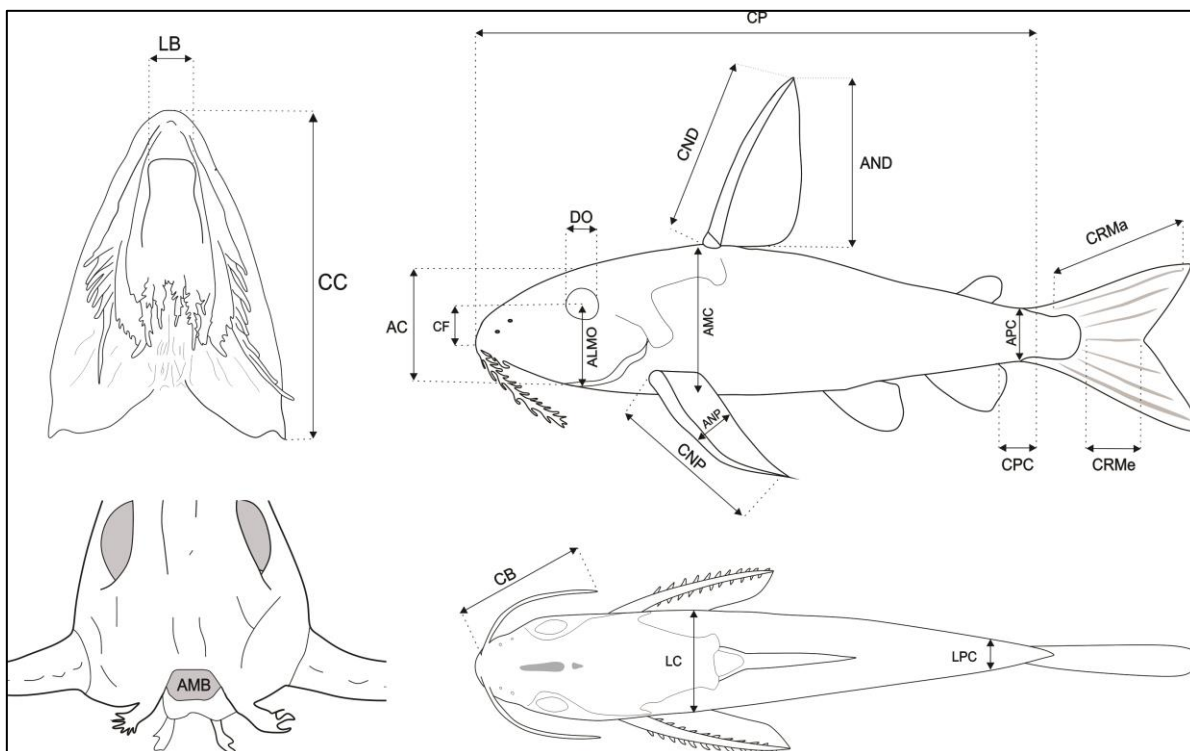 CP
LB
CND
AND
DO
CRMa
CC
AC
CF
ALMO
AMC
APC
ANP
CNP
CPC
CRMe
CB
LC
LPC
AMB